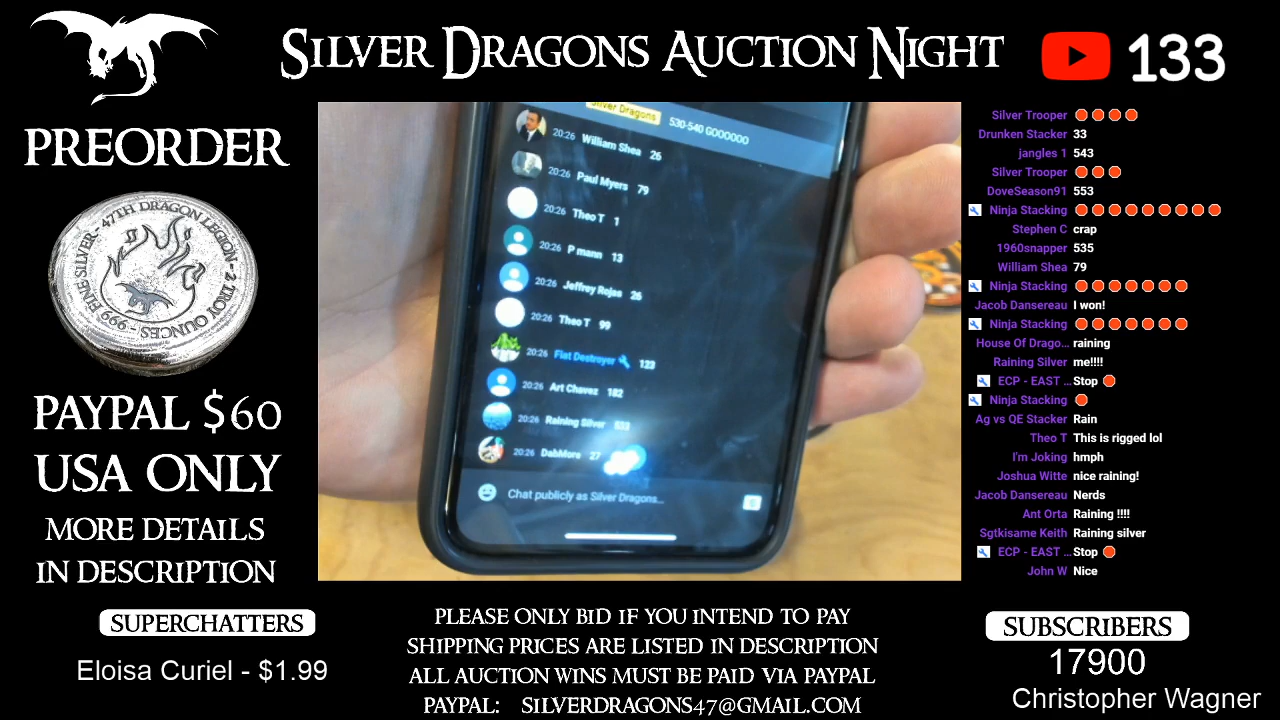 SILVER DRAGONS AUCTION NIGHT
133
PREORDER
47TH DRAGON LEGION - 2 TROY OUNCES - .999 FINE SILVER -
PAYPAL $60
USA ONLY
MORE DETAILS
IN DESCRIPTION
Silver Dragons 530-540 GOOOOOO
20:26 William Shea 26
20:26 Paul Myers 79
20:26 Theo T 1
20:26 P mann 13
20:26 Jeffrey Rojas 26
20:26 Theo T 99
20:26 Fiat Destroyer 123
20:26 Art Chavez 182
20:26 Raining Silver 533
20:26 DabMore 27
Chat publicly as Silver Dragons...
Silver Trooper
Drunken Stacker 33
jangles 1 543
Silver Trooper
DoveSeason91 553
Ninja Stacking
Stephen C crap
1960snapper 535
William Shea 79
Ninja Stacking
Jacob Dansereau I won!
Ninja Stacking
House Of Drago... raining
Raining Silver me!!!!
ECP - EAST ... Stop
Ninja Stacking
Ag vs QE Stacker Rain
Theo T This is rigged lol
I'm Joking hmph
Joshua Witte nice raining!
Jacob Dansereau Nerds
Ant Orta Raining !!!!
Sgtkisame Keith Raining silver
ECP - EAST ... Stop
John W Nice
SUPERCHATTERS
Eloisa Curiel - $1.99
PLEASE ONLY BID IF YOU INTEND TO PAY
SHIPPING PRICES ARE LISTED IN DESCRIPTION
ALL AUCTION WINS MUST BE PAID VIA PAYPAL
PAYPAL: SILVERDRAGONS47@GMAIL.COM
SUBSCRIBERS
17900
Christopher Wagner